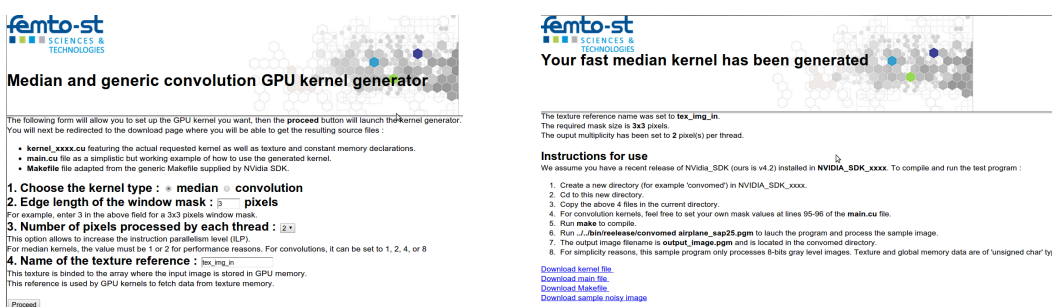 femto-st
SCIENCES &
TECHNOLOGIES
Median and generic convolution GPU kernel generator
The following form will allow you to set up the GPU kernel you want, then the proceed button will launch the kernel generator.
You will next be redirected to the download page where you will be able to get the resulting source files :
• kernel_xxxx.cu featuring the actual requested kernel as well as texture and constant memory declarations.
• main.cu file as a simplistic but working example of how to use the generated kernel.
• Makefile file adapted from the generic Makefile supplied by NVidia SDK.
1. Choose the kernel type : median convolution
2. Edge length of the window mask : 3 pixels
For example, enter 3 in the above field for a 3x3 pixels window mask.
3. Number of pixels processed by each thread : 2
This option allows to increase the instruction parallelism level (ILP).
For median kernels, the value must be 1 or 2 for performance reasons. For convolutions, it can be set to 1, 2, 4, or 8
4. Name of the texture reference : tex_img_in
This texture is binded to the array where the input image is stored in GPU memory.
This reference is used by GPU kernels to fetch data from texture memory.
Proceed
femto-st
SCIENCES &
TECHNOLOGIES
Your fast median kernel has been generated
The texture reference name was set to tex_img_in.
The required mask size is 3x3 pixels.
The ouput multiplicity has been set to 2 pixel(s) per thread.
Instructions for use
We assume you have a recent release of NVidia SDK (ours is v4.2) installed in NVIDIA_SDK_xxxx. To compile and run the test program :
1. Create a new directory (for example 'convomed') in NVIDIA_SDK_xxxx.
2. Cd to this new directory.
3. Copy the above 4 files in the current directory.
4. For convolution kernels, feel free to set your own mask values at lines 95-96 of the main.cu file.
5. Run make to compile.
6. Run ../../bin/reelease/convomed airplane_sap25.pgm to lauch the program and process the sample image.
7. The output image filename is output_image.pgm and is located in the convomed directory.
8. For simplicity reasons, this sample program only processes 8-bits gray level images. Texture and global memory data are of 'unsigned char' typ
Download kernel file
Download main file
Download Makefile
Download sample noisy image